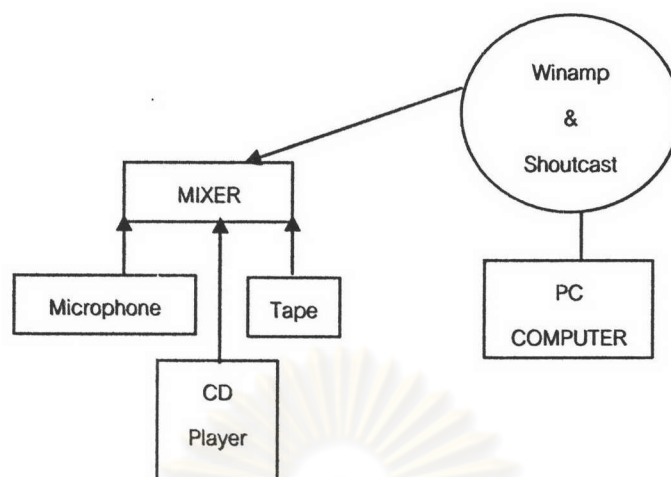 Winamp
&
Shoutcast
MIXER
Microphone
Tape
PC
COMPUTER
CD
Player